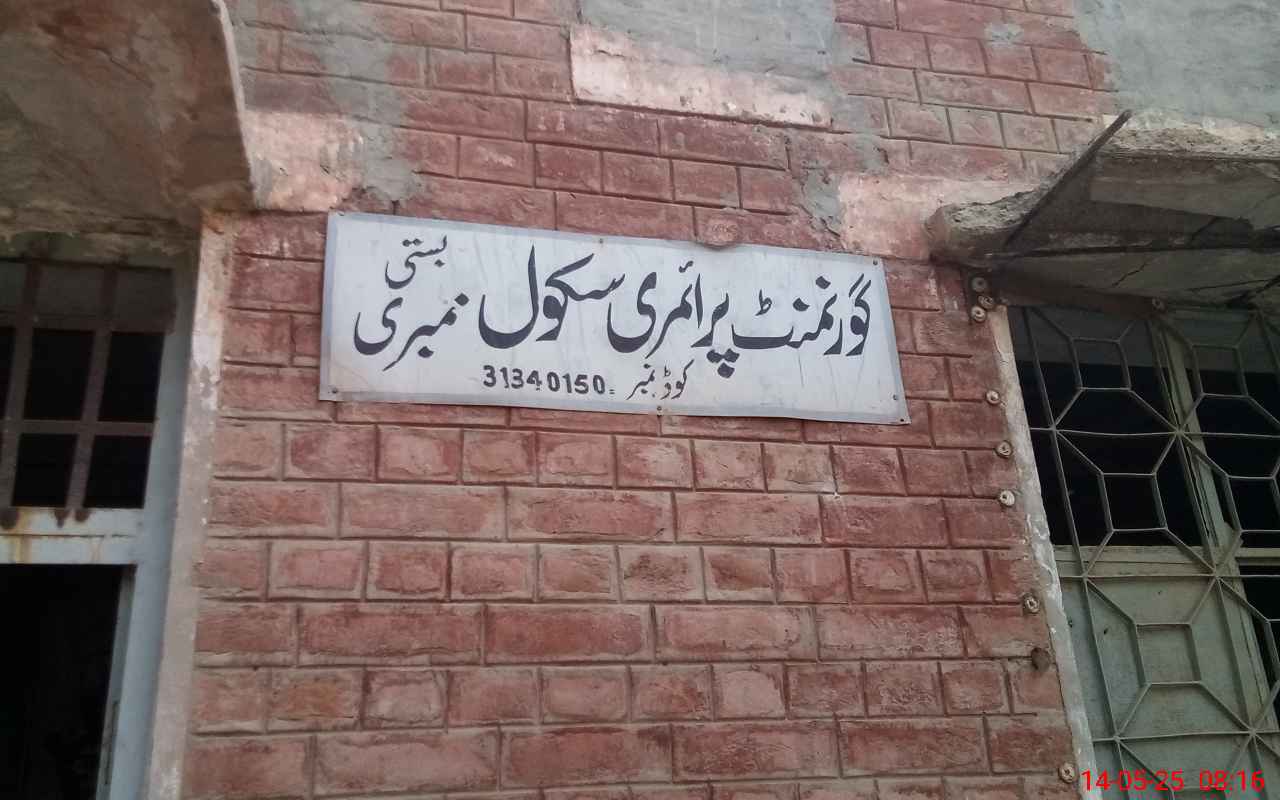 گورنمنٹ پرائمری سکول نمبری بستی
کوڈ نمبر = 31340150
14-05-25 08:16